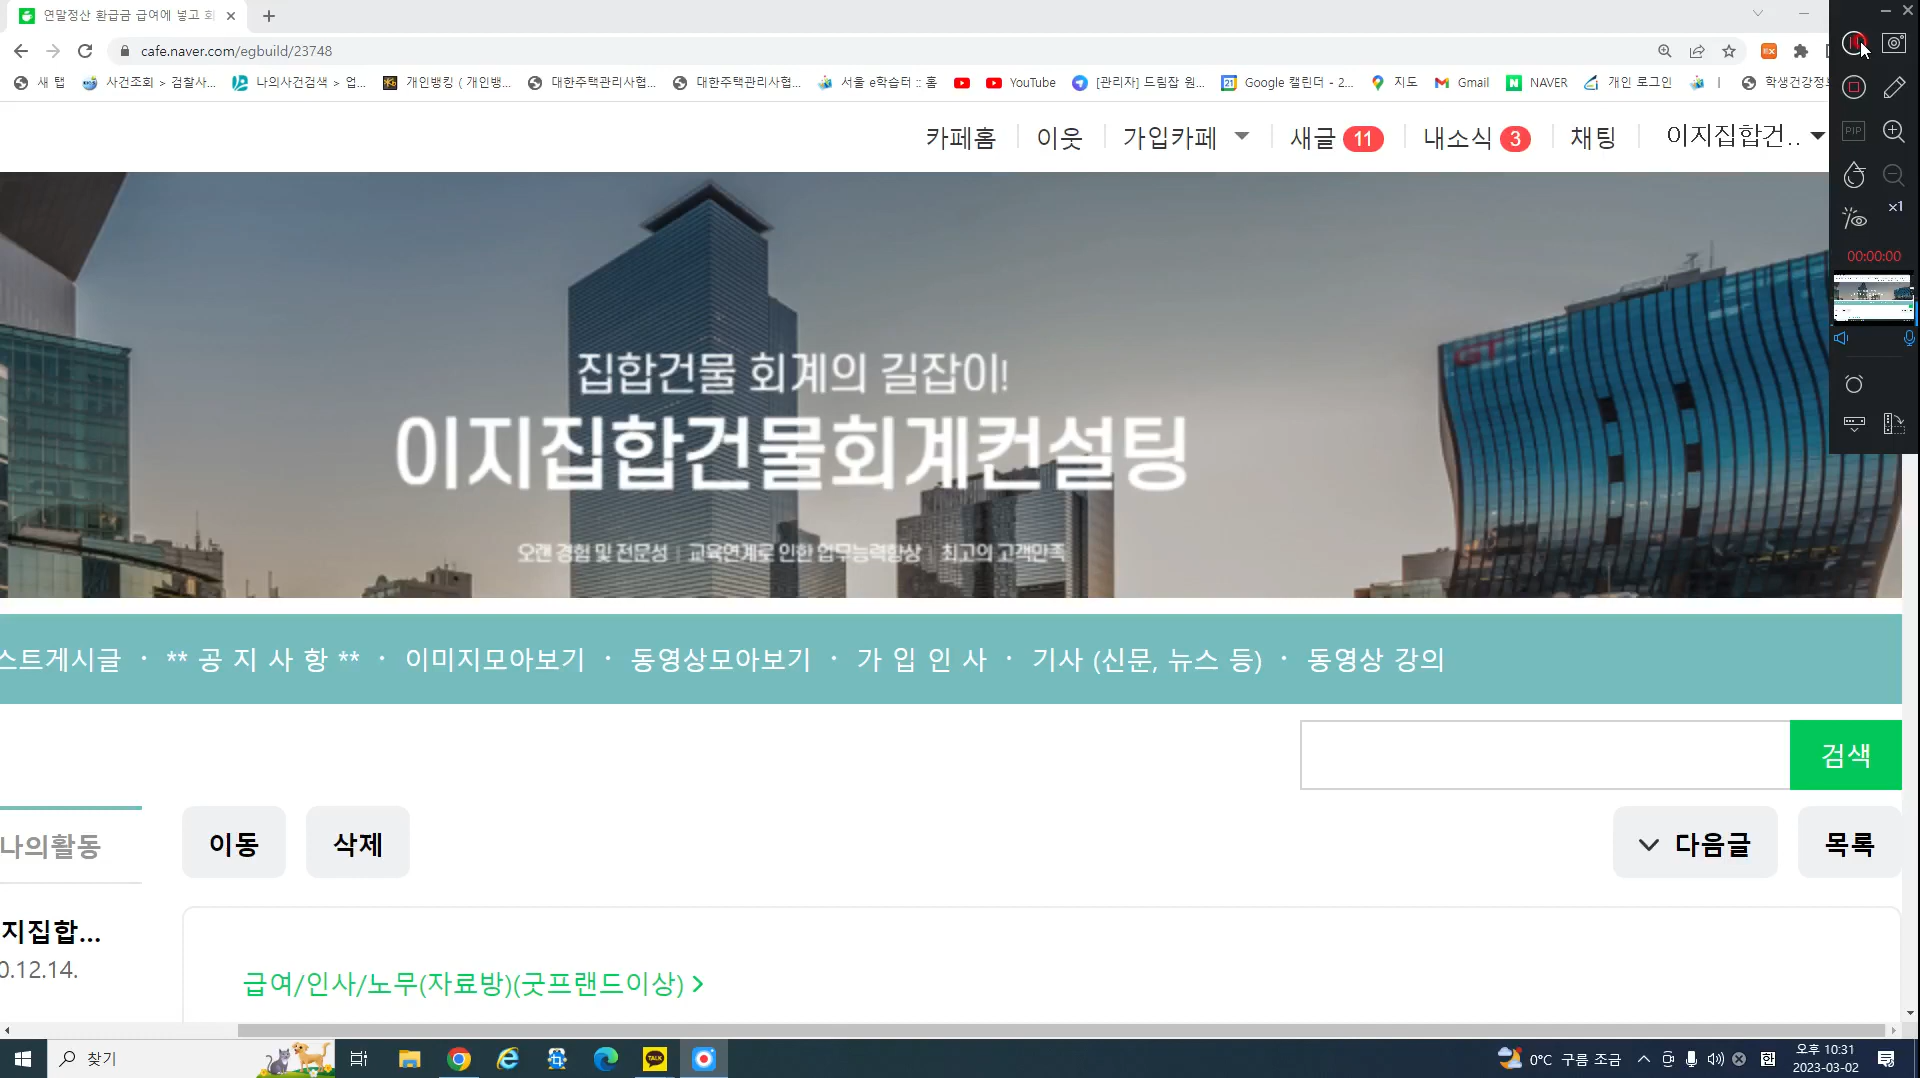 연말정산 환급금 급여에 넣고 회
cafe.naver.com/egbuild/23748
새 탭
사건조회 > 검찰사...
나의사건검색 > 업...
개인뱅킹 ( 개인뱅...
대한주택관리사협...
대한주택관리사협...
서울 e학습터 :: 홈
YouTube
[관리자] 드림잡 원...
Google 캘린더 - 2...
지도
Gmail
NAVER
개인 로그인
학생건강정보
카페홈
이웃
가입카페
새글 11
내소식 3
채팅
이지집합건..
PIP
x1
00:00:00
GT
집합건물 회계의 길잡이!
이지집합건물회계컨설팅
오랜 경험 및 전문성 | 교육연계로 인한 업무능력향상 | 최고의 고객만족
스트게시글 · ** 공 지 사 항 ** · 이미지모아보기 · 동영상모아보기 · 가 입 인 사 · 기사 (신문, 뉴스 등) · 동영상 강의
검색
나의활동
이동
삭제
다음글
목록
지집합...
0.12.14.
급여/인사/노무(자료방)(굿프랜드이상) >
찾기
TALK
0°C 구름 조금
한
오후 10:31
2023-03-02